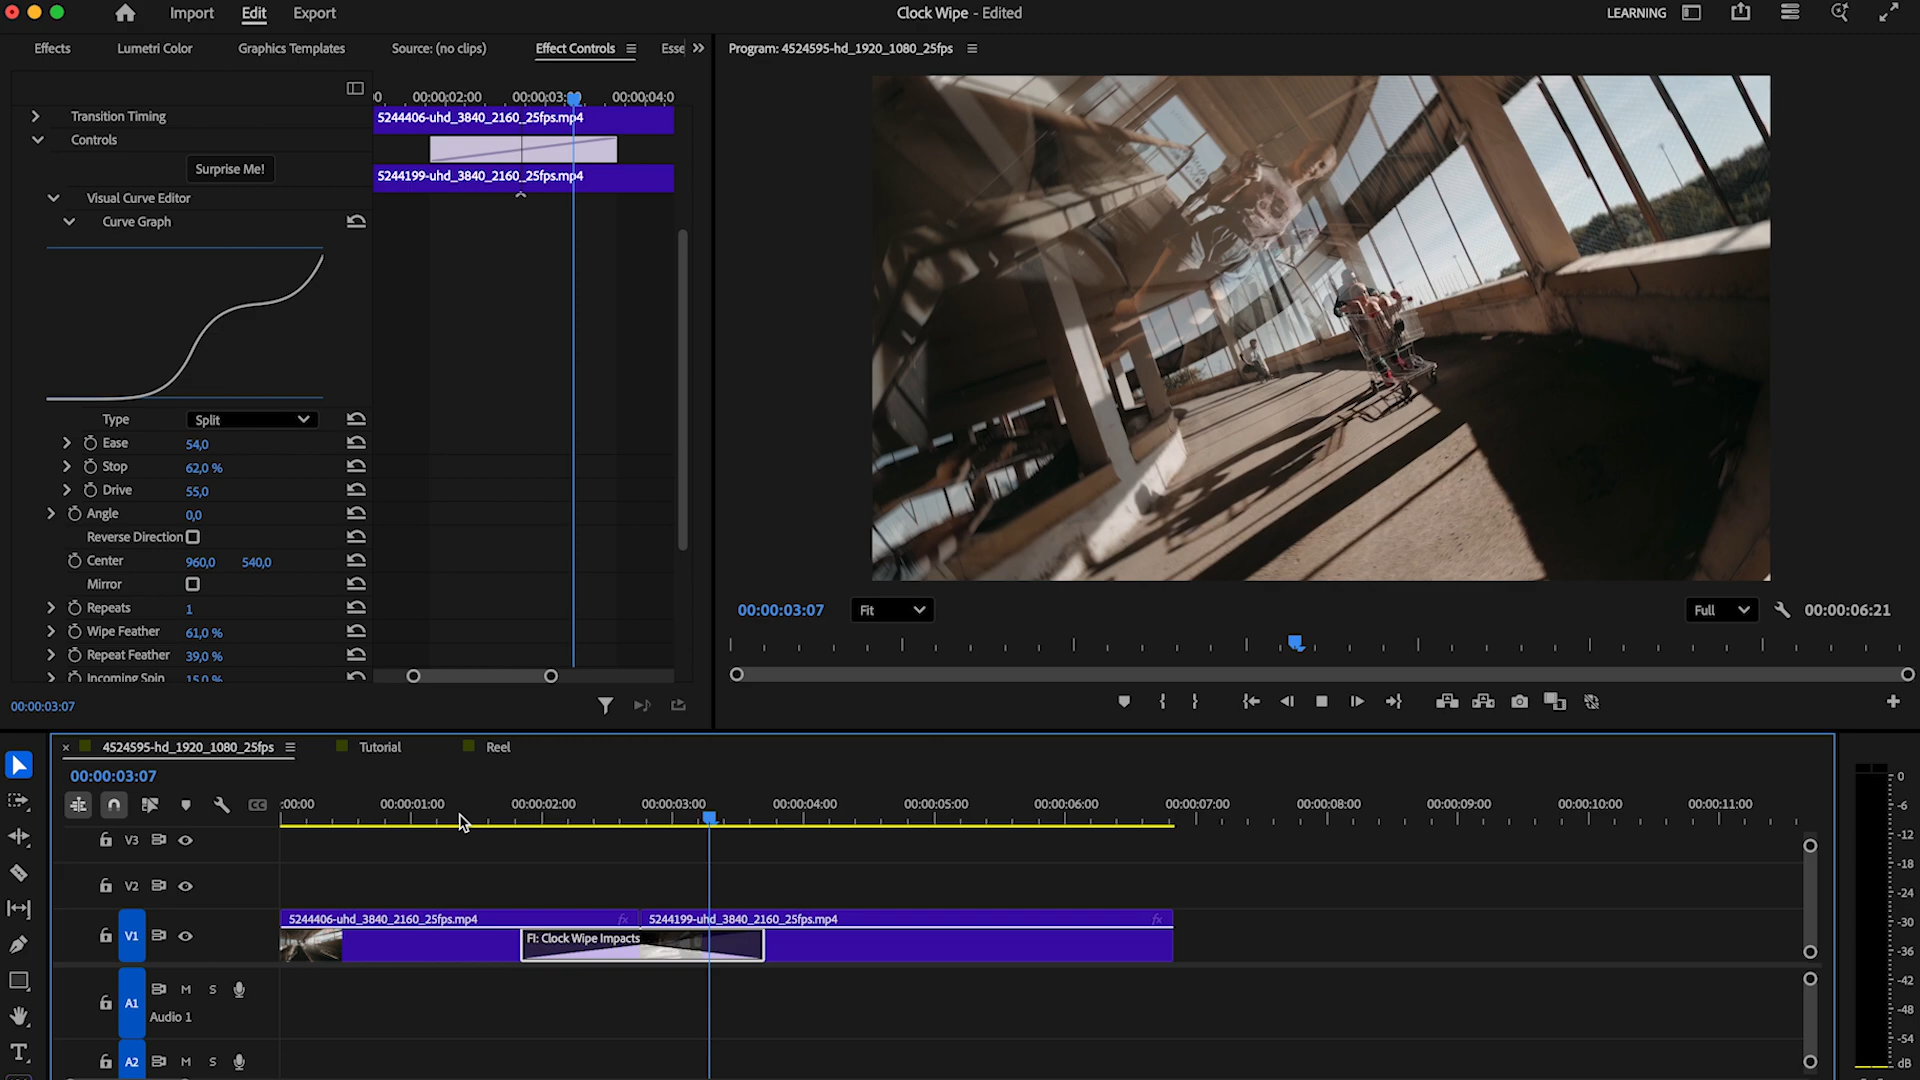 Import Edit Export
Clock Wipe - Edited
LEARNING
Effects Lumetri Color Graphics Templates Source: (no clips) Effect Controls Esse
Program: 4524595-hd_1920_1080_25fps
00:00:02:00 00:00:03:00 00:00:04:0
Transition Timing
5244406-uhd_3840_2160_25fps.mp4
Controls
Surprise Me!
5244199-uhd_3840_2160_25fps.mp4
Visual Curve Editor
Curve Graph
Type Split
Ease 54,0
Stop 62,0 %
Drive 55,0
Angle 0,0
Reverse Direction
Center 960,0 540,0
Mirror
Repeats 1
Wipe Feather 61,0 %
Repeat Feather 39,0 %
Incoming Spin 15,0 %
00:00:03:07
00:00:03:07 Fit Full 00:00:06:21
4524595-hd_1920_1080_25fps Tutorial Reel
00:00:03:07
:00:00 00:00:01:00 00:00:02:00 00:00:03:00 00:00:04:00 00:00:05:00 00:00:06:00 00:00:07:00 00:00:08:00 00:00:09:00 00:00:10:00 00:00:11:00
V3
V2
5244406-uhd_3840_2160_25fps.mp4 fx 5244199-uhd_3840_2160_25fps.mp4 fx
V1
FI: Clock Wipe Impacts
A1 M S
Audio 1
A2 M S
0
-6
-12
-18
-24
-30
-36
-42
-48
-54
dB